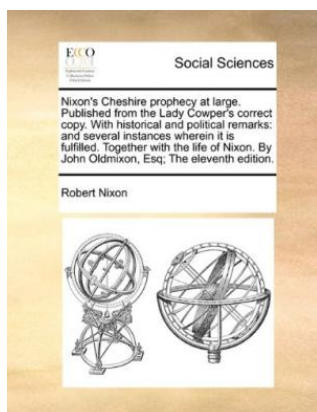 ECCO
Social Sciences
Nixon's Cheshire prophecy at large.
Published from the Lady Cowper's correct
copy. With historical and political remarks:
and several instances wherein it is
fulfilled. Together with the life of Nixon. By
John Oldmixon, Esq; The eleventh edition.
Robert Nixon